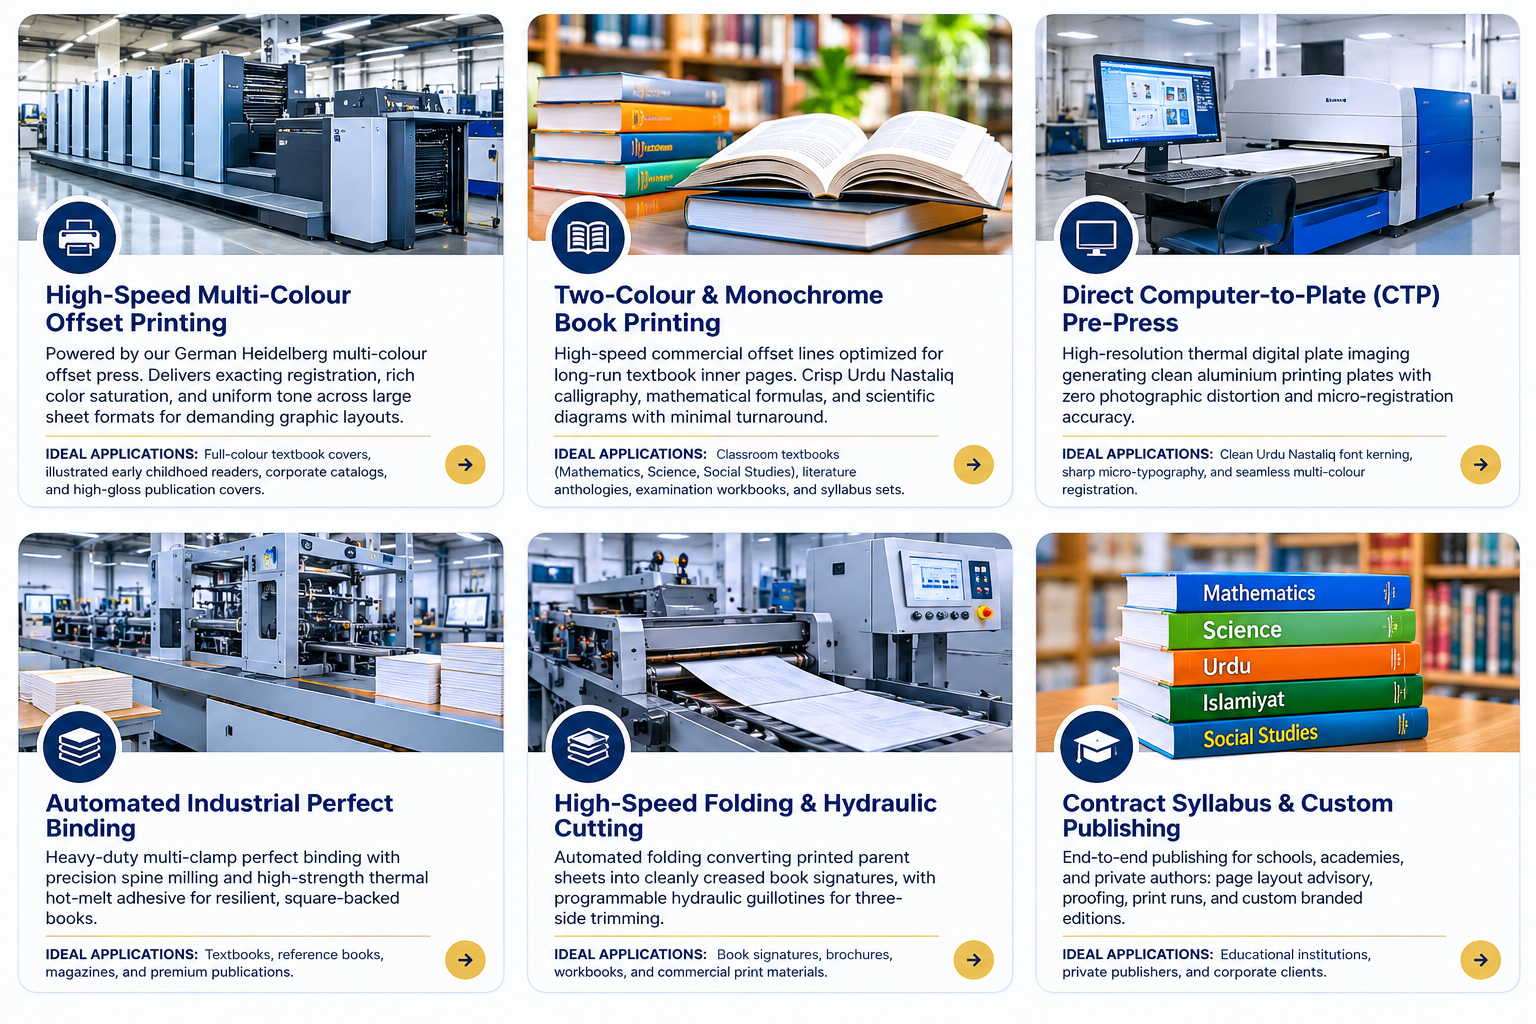 High-Speed Multi-Colour
Offset Printing
Powered by our German Heidelberg multi-colour
offset press. Delivers exacting registration, rich
color saturation, and uniform tone across large
sheet formats for demanding graphic layouts.
IDEAL APPLICATIONS: Full-colour textbook covers,
illustrated early childhoed readers, corporate catalogs,
and high-gloss publication covers.
Two-Colour & Monochrome
Book Printing
High-speed commercial offset lines optimized for
long-run textbook inner pages. Crisp Urdu Nastaliq
calligraphy, mathematical formulas, and scientific
diagrams with minimal turnaround.
IDEAL APPLICATIONS: Classroom textbooks
(Mathematics, Science, Social Studies), literature
anthologies, examination workbooks, and syllabus sets.
Direct Computer-to-Plate (CTP)
Pre-Press
High-resolution thermal digital plate imaging
generating clean aluminium printing plates with
zero photographic distortion and micro-registration
accuracy.
IDEAL APPLICATIONS: Clean Urdu Nastaliq font kerning,
sharp micro-typography, and seamless multi-colour
registration.
Automated Industrial Perfect
Binding
Heavy-duty multi-clamp perfect binding with
precision spine milling and high-strength thermal
hot-melt adhesive for resilient, square-backed
books.
IDEAL APPLICATIONS: Textbooks, reference books,
magazines, and premium publications.
High-Speed Folding & Hydraulic
Cutting
Automated folding converting printed parent
sheets into cleanly creased book signatures, with
programmable hydraulic guillotines for three-
side trimming.
IDEAL APPLICATIONS: Book signatures, brochures,
workbooks, and commercial print materials.
Mathematics
Science
Urdu
Islamiyat
Social Studies
Contract Syllabus & Custom
Publishing
End-to-end publishing for schools, academies,
and private authors: page layout advisory,
proofing, print runs, and custom branded
editions.
IDEAL APPLICATIONS: Educational institutions,
private publishers, and corporate clients.